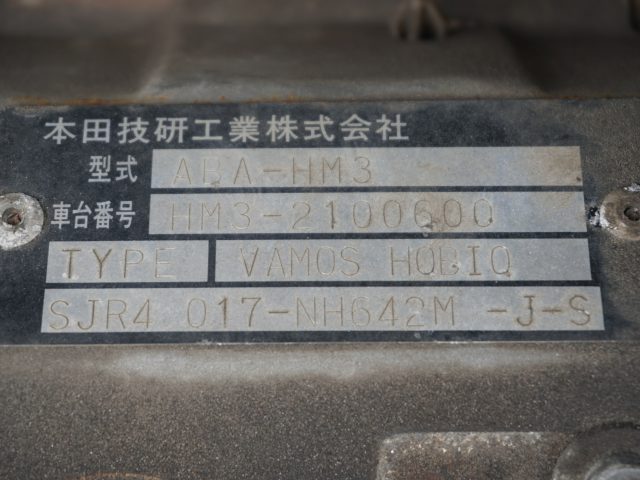 本田技研工業株式会社
型式 ABA-HM3
車台番号 HM3-2100600
TYPE VAMOS HOBIO
SJR4 017-NH642M -J-S